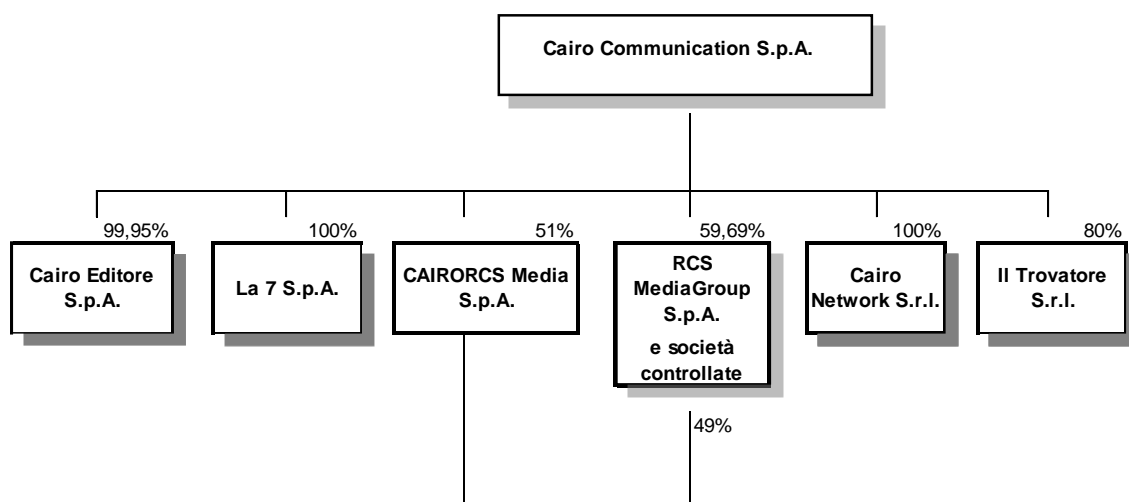 Cairo Communication S.p.A.
99,95%
100%
51%
59,69%
100%
80%
Cairo Editore
S.p.A.
La 7 S.p.A.
CAIRORCS Media
S.p.A.
RCS
MediaGroup
S.p.A.
e società
controllate
Cairo
Network S.r.l.
Il Trovatore
S.r.l.
49%